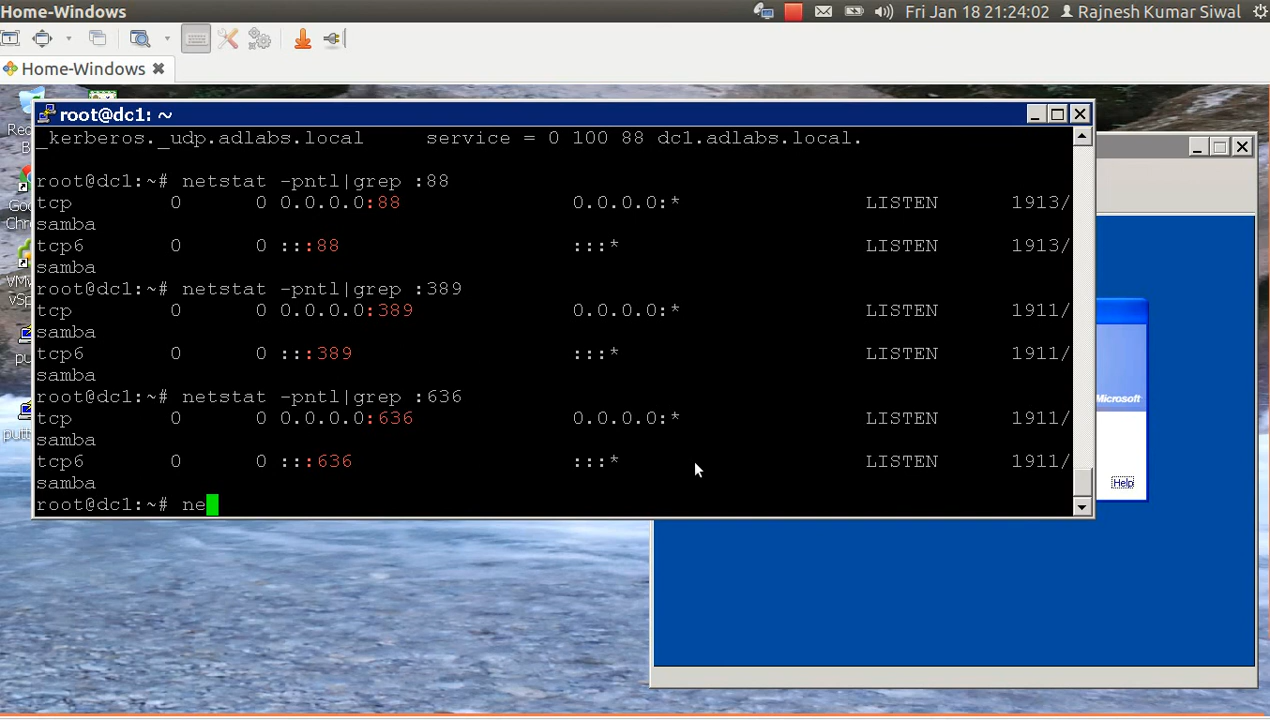 Home-Windows
Fri Jan 18 21:24:02
Rajnesh Kumar Siwal
Home-Windows
root@dc1: ~
_kerberos._udp.adlabs.local     service = 0 100 88 dc1.adlabs.local.
root@dc1:~# netstat -pntl|grep :88
tcp        0      0 0.0.0.0:88              0.0.0.0:*               LISTEN      1913/
samba
tcp6       0      0 :::88                   :::*                    LISTEN      1913/
samba
root@dc1:~# netstat -pntl|grep :389
tcp        0      0 0.0.0.0:389             0.0.0.0:*               LISTEN      1911/
samba
tcp6       0      0 :::389                  :::*                    LISTEN      1911/
samba
root@dc1:~# netstat -pntl|grep :636
tcp        0      0 0.0.0.0:636             0.0.0.0:*               LISTEN      1911/
samba
tcp6       0      0 :::636                  :::*                    LISTEN      1911/
samba
root@dc1:~# ne
Microsoft
Help